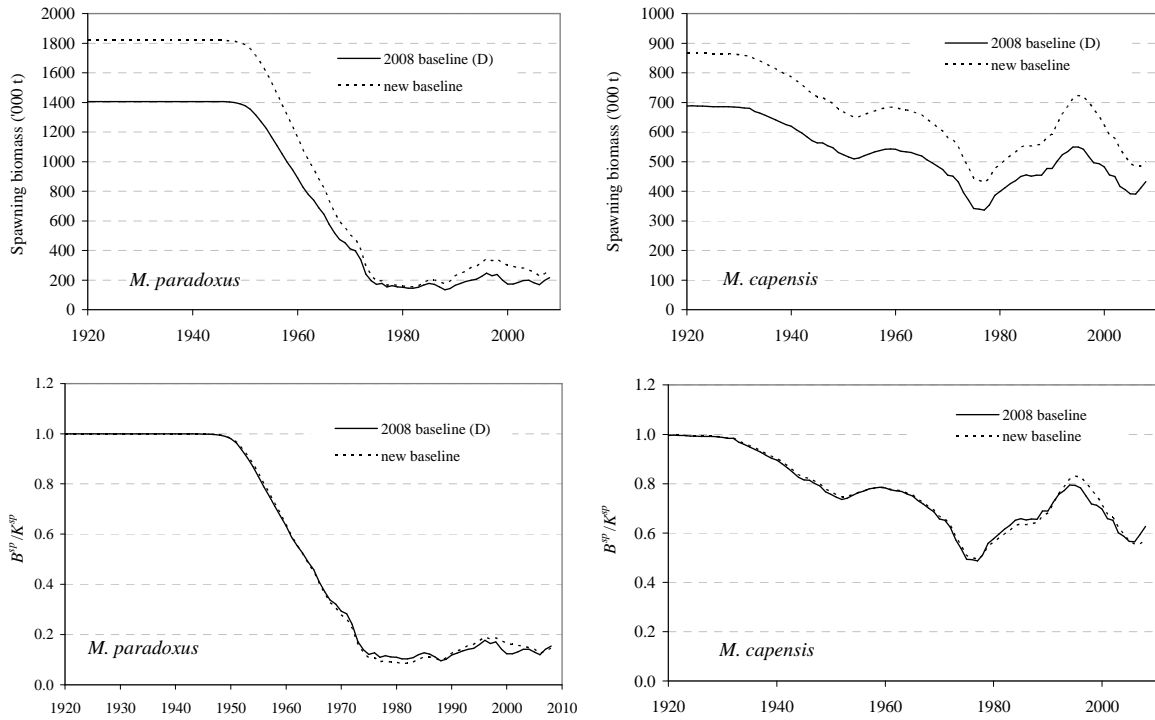 Spawning biomass ('000 t)
2000
1800
1600
1400
1200
1000
800
600
400
200
0
1920 1940 1960 1980 2000
2008 baseline (D)
new baseline
M. paradoxus
Spawning biomass ('000 t)
1000
900
800
700
600
500
400
300
200
100
0
1920 1940 1960 1980 2000
2008 baseline (D)
new baseline
M. capensis
B^sp/K^sp
1.2
1.0
0.8
0.6
0.4
0.2
0.0
1920 1930 1940 1950 1960 1970 1980 1990 2000 2010
2008 baseline (D)
new baseline
M. paradoxus
B^sp/K^sp
1.2
1.0
0.8
0.6
0.4
0.2
0.0
1920 1940 1960 1980 2000
2008 baseline
new baseline
M. capensis